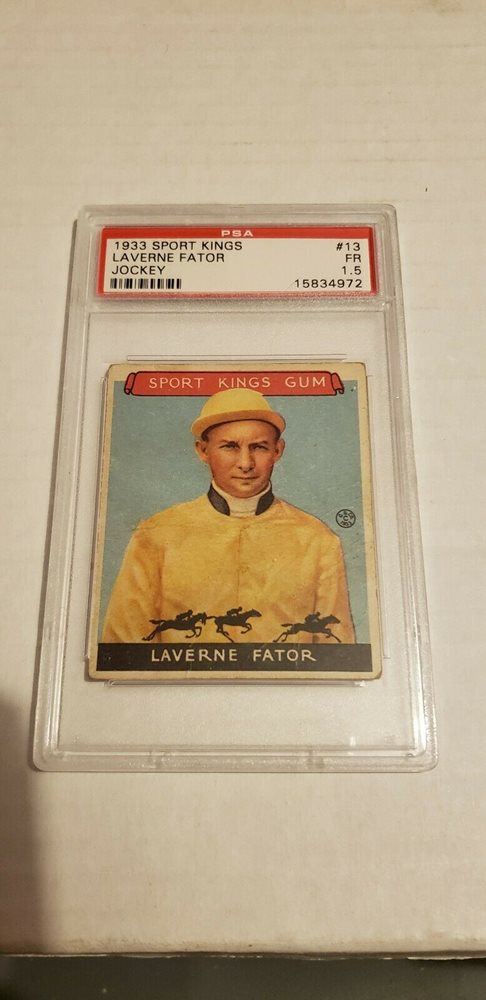 PSA
1933 SPORT KINGS #13
LAVERNE FATOR FR
JOCKEY 1.5
15834972
SPORT KINGS GUM
LAVERNE FATOR